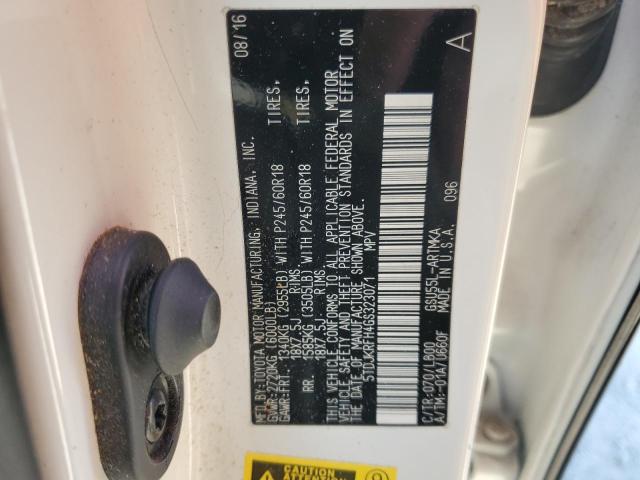 MFD.BY:TOYOTA MOTOR MANUFACTURING, INDIANA, INC. 08/16
GVWR:2720KG (6000LB)
GAWR:FRT. 1340KG (2955LB) WITH P245/60R18 TIRES,
18X7.5J RIMS.
RR. 1585KG (3505LB) WITH P245/60R18 TIRES,
18X7.5J RIMS.
THIS VEHICLE CONFORMS TO ALL APPLICABLE FEDERAL MOTOR
VEHICLE SAFETY AND THEFT PREVENTION STANDARDS IN EFFECT ON
THE DATE OF MANUFACTURE SHOWN ABOVE.
5TDJKRFH4GS323071 MPV
A
C/TR:070/LB00 GSU55L-ARTMKA 096
A/TM:-01A/U660F MADE IN U.S.A.
CAUTION